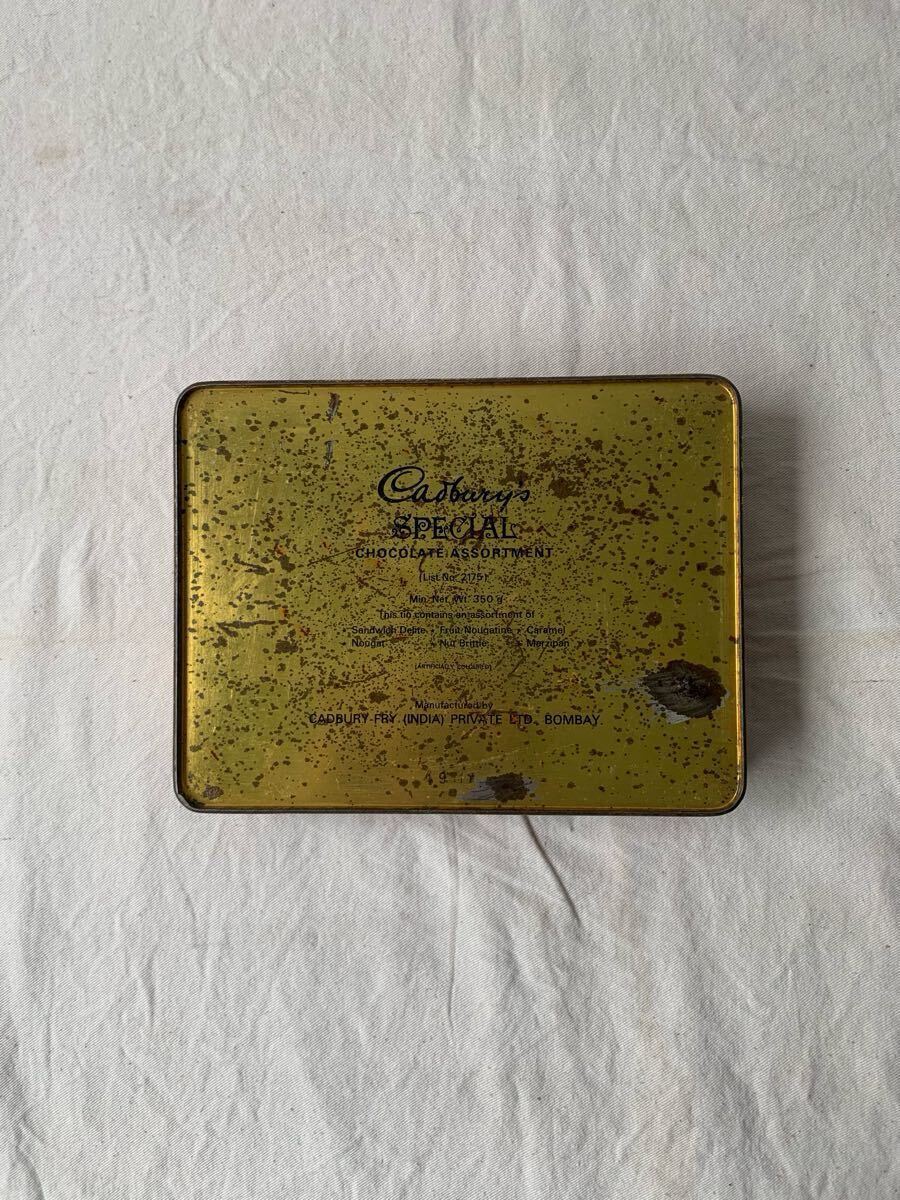 Cadbury's
SPECIAL
CHOCOLATE ASSORTMENT
(List No. 2175)
Min. Net. Wt. 350 g
This tin contains an assortment of
Sandwich Delite • Fruit Nougatine • Caramel
Nougat • Nut Brittle • Marzipan
(ARTIFICIALLY COLOURED)
Manufactured by
CADBURY-FRY (INDIA) PRIVATE LTD., BOMBAY.